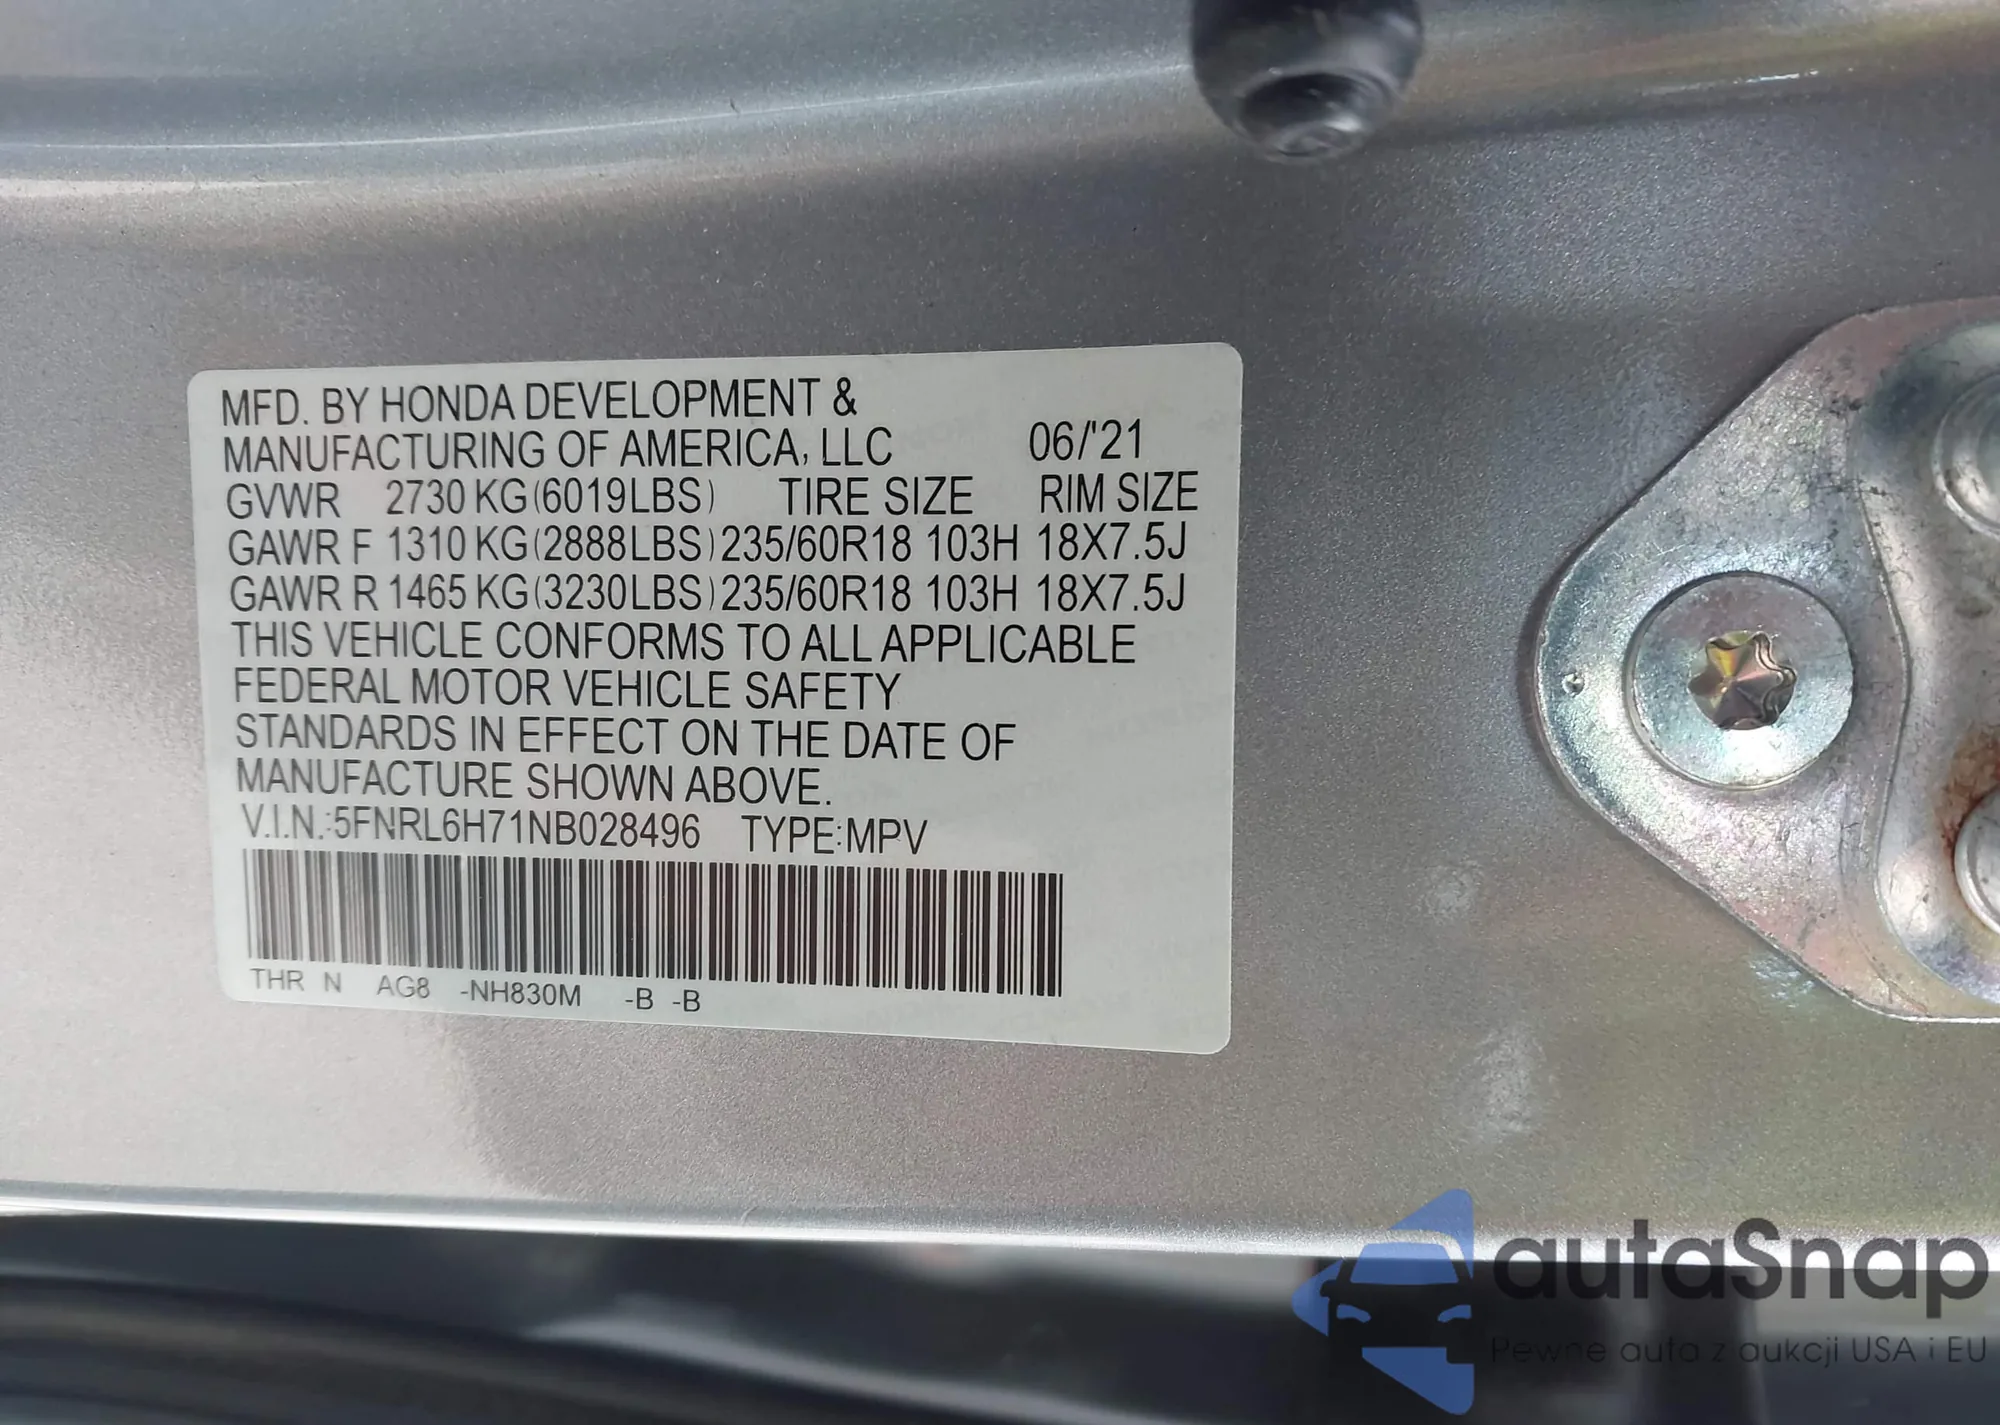 MFD. BY HONDA DEVELOPMENT &
MANUFACTURING OF AMERICA, LLC 06/'21
GVWR 2730 KG(6019LBS) TIRE SIZE RIM SIZE
GAWR F 1310 KG(2888LBS) 235/60R18 103H 18X7.5J
GAWR R 1465 KG(3230LBS) 235/60R18 103H 18X7.5J
THIS VEHICLE CONFORMS TO ALL APPLICABLE
FEDERAL MOTOR VEHICLE SAFETY
STANDARDS IN EFFECT ON THE DATE OF
MANUFACTURE SHOWN ABOVE.
V.I.N.:5FNRL6H71NB028496 TYPE:MPV
THR N AG8 -NH830M -B -B
autaSnap
Pewne auta z aukcji USA i EU